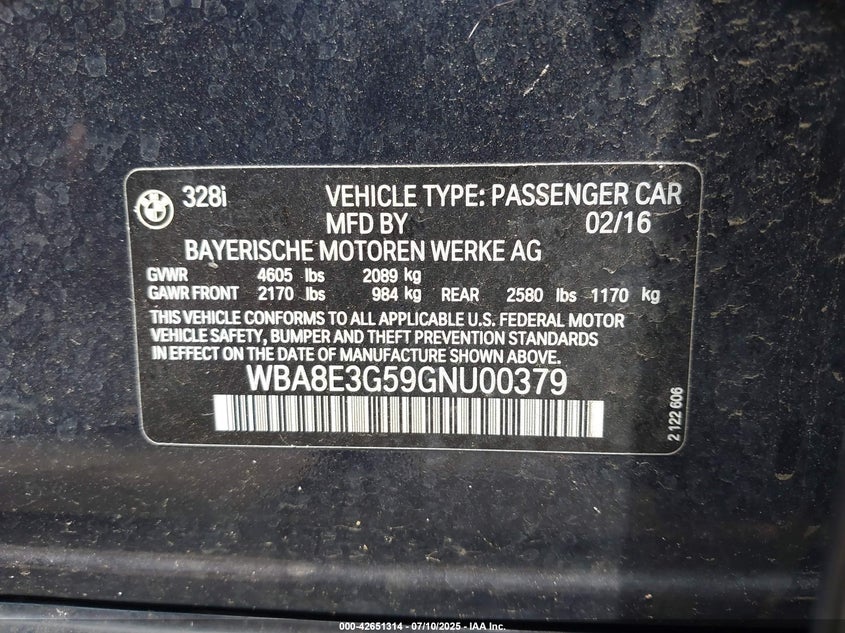 328i VEHICLE TYPE: PASSENGER CAR
MFD BY 02/16
BAYERISCHE MOTOREN WERKE AG
GVWR 4605 lbs 2089 kg
GAWR FRONT 2170 lbs 984 kg REAR 2580 lbs 1170 kg
THIS VEHICLE CONFORMS TO ALL APPLICABLE U.S. FEDERAL MOTOR
VEHICLE SAFETY, BUMPER AND THEFT PREVENTION STANDARDS
IN EFFECT ON THE DATE OF MANUFACTURE SHOWN ABOVE.
WBA8E3G59GNU00379
2 122 606
000-42651314 - 07/10/2025 - IAA Inc.